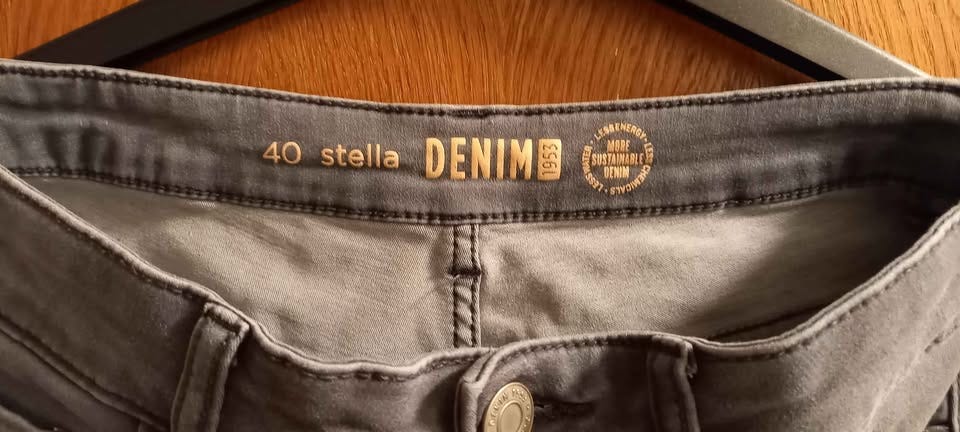 40 stella DENIM 1953
LESS ENERGY • LESS CHEMICALS • LESS WATER •
MORE
SUSTAINABLE
DENIM